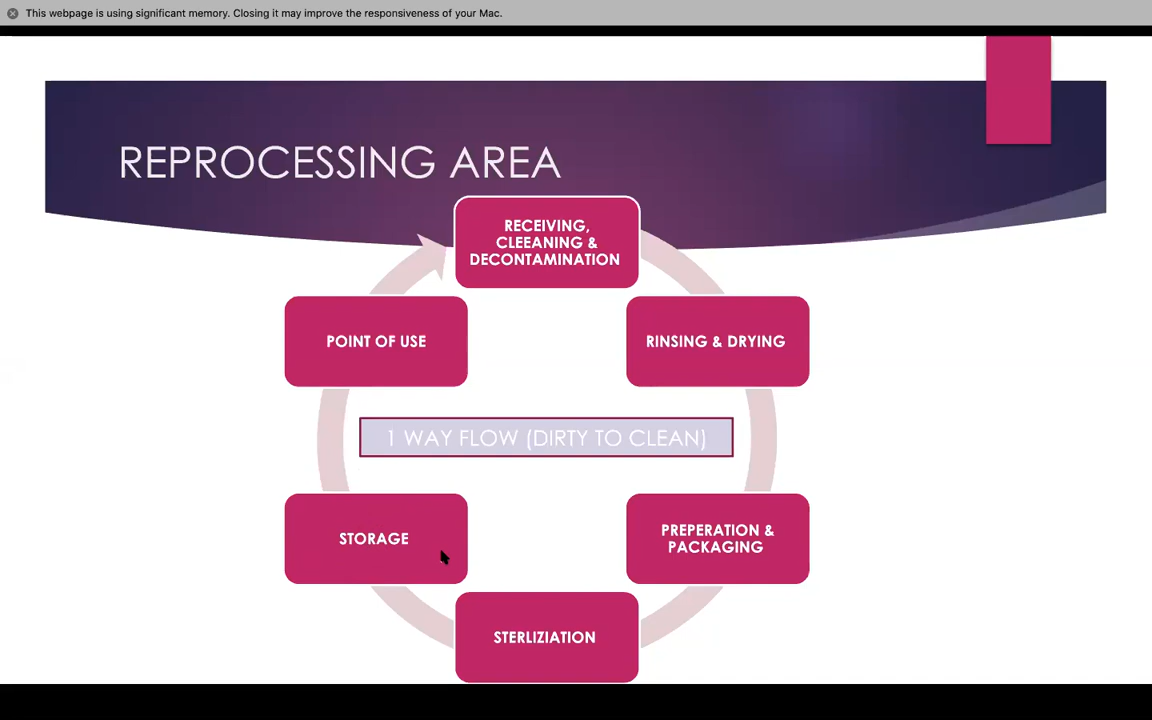 This webpage is using significant memory. Closing it may improve the responsiveness of your Mac.
REPROCESSING AREA
RECEIVING,
CLEEANING &
DECONTAMINATION
POINT OF USE
RINSING & DRYING
1 WAY FLOW (DIRTY TO CLEAN)
STORAGE
PREPERATION &
PACKAGING
STERLIZIATION